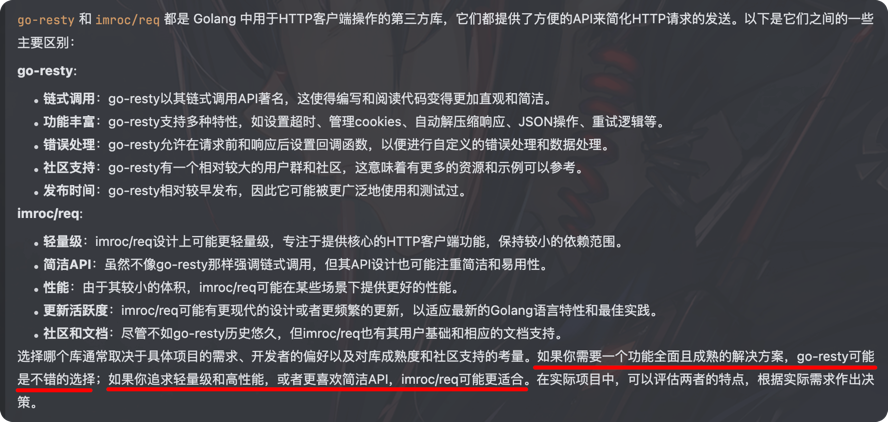 go-resty 和 imroc/req 都是 Golang 中用于HTTP客户端操作的第三方库，它们都提供了方便的API来简化HTTP请求的发送。以下是它们之间的一些
主要区别：
go-resty:
• 链式调用：go-resty以其链式调用API著名，这使得编写和阅读代码变得更加直观和简洁。
• 功能丰富：go-resty支持多种特性，如设置超时、管理cookies、自动解压缩响应、JSON操作、重试逻辑等。
• 错误处理：go-resty允许在请求前和响应后设置回调函数，以便进行自定义的错误处理和数据处理。
• 社区支持：go-resty有一个相对较大的用户群和社区，这意味着有更多的资源和示例可以参考。
• 发布时间：go-resty相对较早发布，因此它可能被更广泛地使用和测试过。
imroc/req:
• 轻量级：imroc/req设计上可能更轻量级，专注于提供核心的HTTP客户端功能，保持较小的依赖范围。
• 简洁API：虽然不像go-resty那样强调链式调用，但其API设计也可能注重简洁和易用性。
• 性能：由于其较小的体积，imroc/req可能在某些场景下提供更好的性能。
• 更新活跃度：imroc/req可能有更现代的设计或者更频繁的更新，以适应最新的Golang语言特性和最佳实践。
• 社区和文档：尽管不如go-resty历史悠久，但imroc/req也有其用户基础和相应的文档支持。
选择哪个库通常取决于具体项目的需求、开发者的偏好以及对库成熟度和社区支持的考量。如果你需要一个功能全面且成熟的解决方案，go-resty可能
是不错的选择；如果你追求轻量级和高性能，或者更喜欢简洁API，imroc/req可能更适合。在实际项目中，可以评估两者的特点，根据实际需求作出决
策。